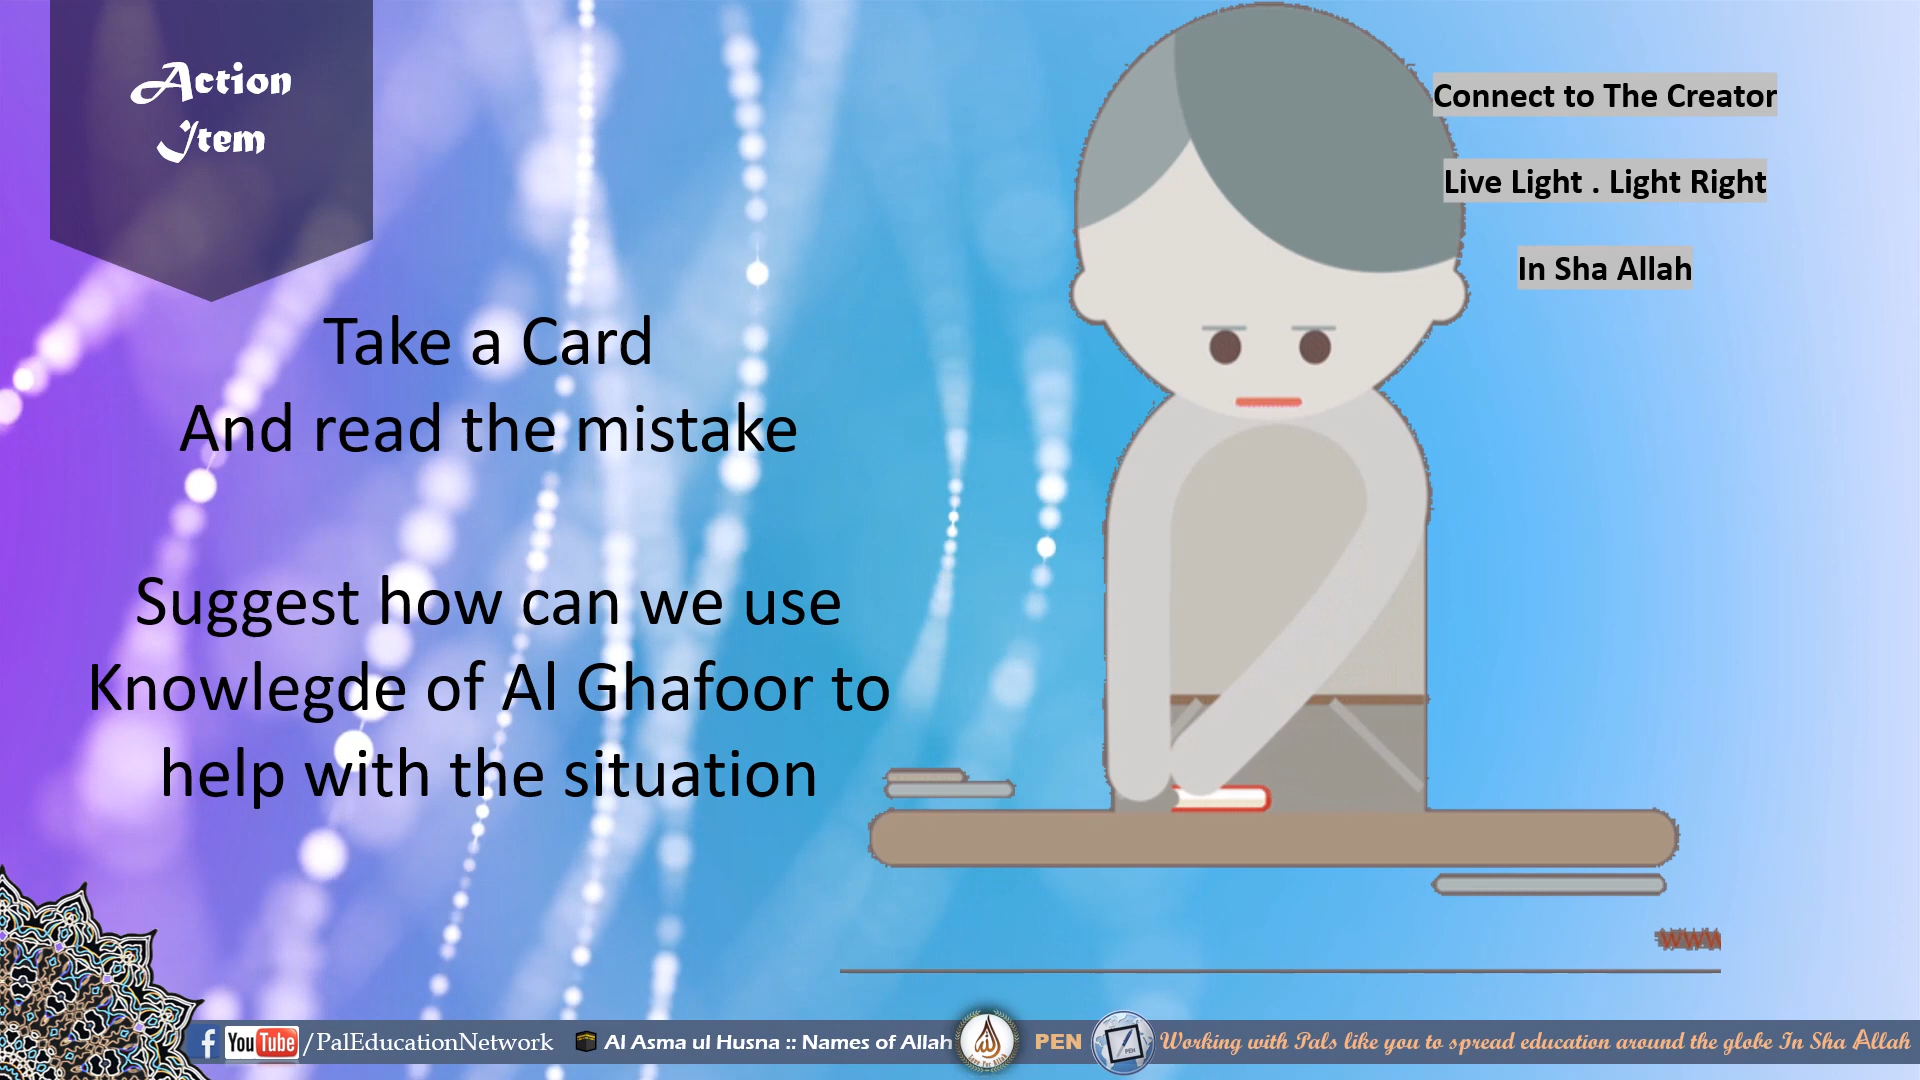 Action
Item
Connect to The Creator
Live Light . Light Right
In Sha Allah
Take a Card
And read the mistake
Suggest how can we use
Knowlegde of Al Ghafoor to
help with the situation
www
f You Tube /PalEducationNetwork Al Asma ul Husna :: Names of Allah PEN Working with Pals like you to spread education around the globe In Sha Allah